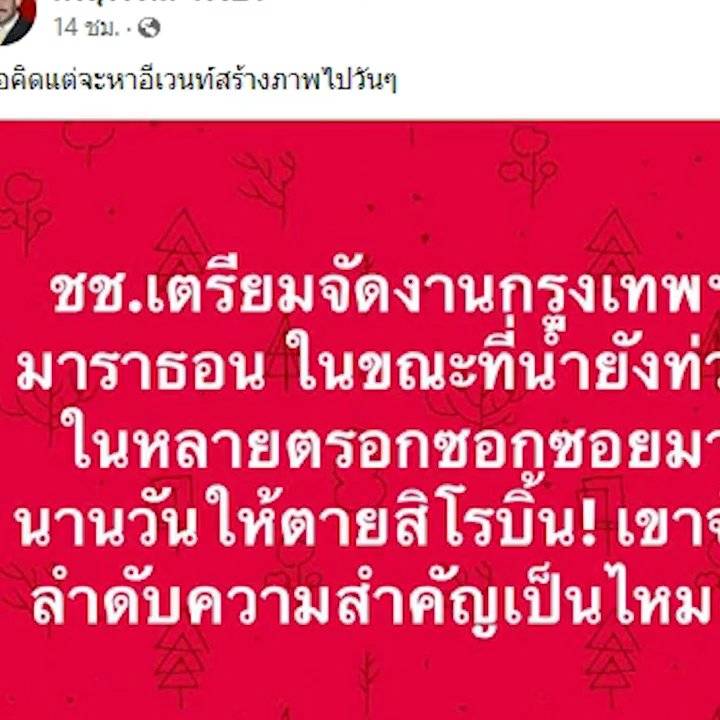 14 ชม.
คิดแต่จะหาอีเวนท์สร้างภาพไปวันๆ
ชช.เตรียมจัดงานกรุงเทพ
มาราธอน ในขณะที่น้ำยังท่
ในหลายตรอกซอกซอยมา
นานวันให้ตายสิโรบิ้น! เขา
ลำดับความสำคัญเป็นไหม